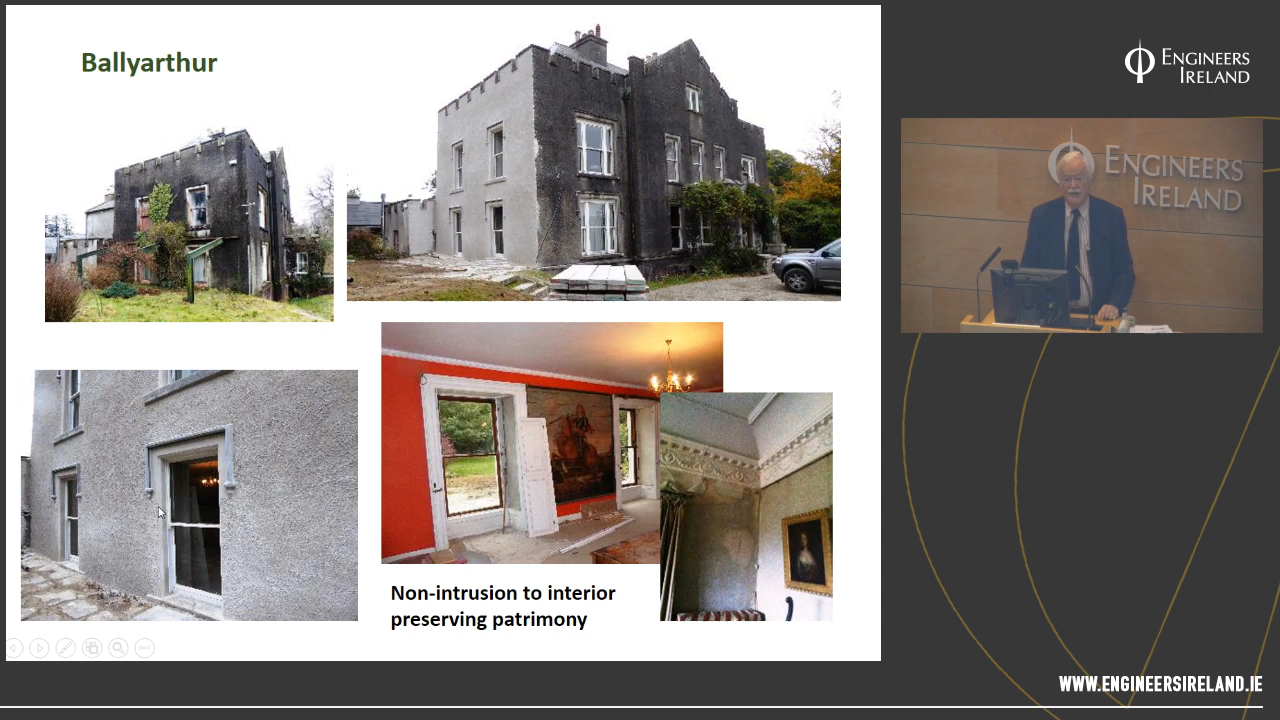 Ballyarthur
Non-intrusion to interior
preserving patrimony
ENGINEERS
IRELAND
ENGINEERS
IRELAND
WWW.ENGINEERSIRELAND.IE